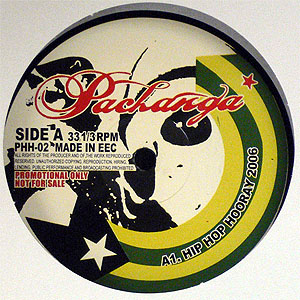 Pachanga
SIDE A 33 1/3 RPM
PHH-02 MADE IN EEC
ALL RIGHTS OF THE PRODUCER AND OF THE WORK REPRODUCED
RESERVED. UNAUTHORIZED COPYING, REPRODUCTION, HIRING,
LENDING, PUBLIC PERFORMANCE AND BROADCASTING PROHIBITED
PROMOTIONAL ONLY
NOT FOR SALE
A1. HIP HOP HOORAY 2006